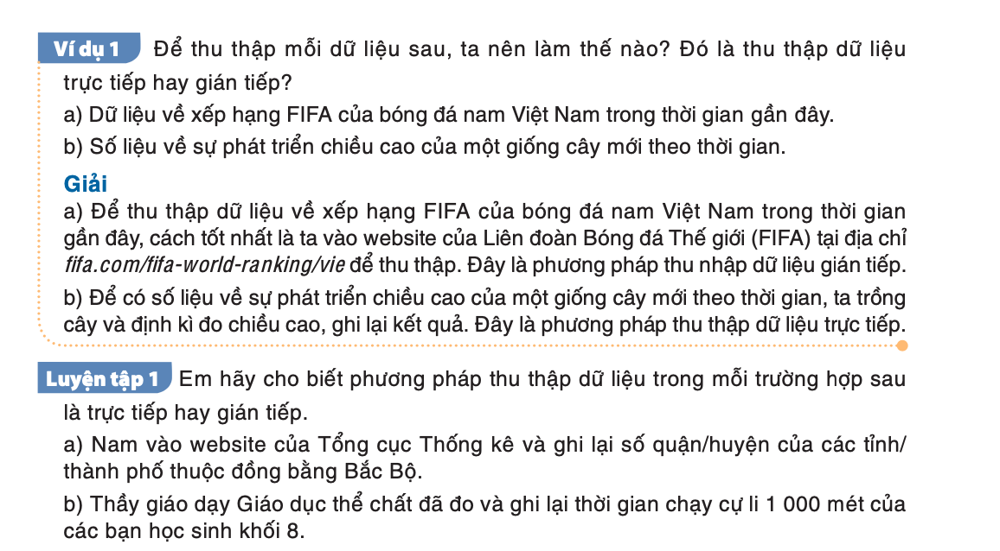 Ví dụ 1 Để thu thập mỗi dữ liệu sau, ta nên làm thế nào? Đó là thu thập dữ liệu
trực tiếp hay gián tiếp?
a) Dữ liệu về xếp hạng FIFA của bóng đá nam Việt Nam trong thời gian gần đây.
b) Số liệu về sự phát triển chiều cao của một giống cây mới theo thời gian.
Giải
a) Để thu thập dữ liệu về xếp hạng FIFA của bóng đá nam Việt Nam trong thời gian
gần đây, cách tốt nhất là ta vào website của Liên đoàn Bóng đá Thế giới (FIFA) tại địa chỉ
fifa.com/fifa-world-ranking/vie để thu thập. Đây là phương pháp thu nhập dữ liệu gián tiếp.
b) Để có số liệu về sự phát triển chiều cao của một giống cây mới theo thời gian, ta trồng
cây và định kì đo chiều cao, ghi lại kết quả. Đây là phương pháp thu thập dữ liệu trực tiếp.
Luyện tập 1 Em hãy cho biết phương pháp thu thập dữ liệu trong mỗi trường hợp sau
là trực tiếp hay gián tiếp.
a) Nam vào website của Tổng cục Thống kê và ghi lại số quận/huyện của các tỉnh/
thành phố thuộc đồng bằng Bắc Bộ.
b) Thầy giáo dạy Giáo dục thể chất đã đo và ghi lại thời gian chạy cự li 1 000 mét của
các bạn học sinh khối 8.